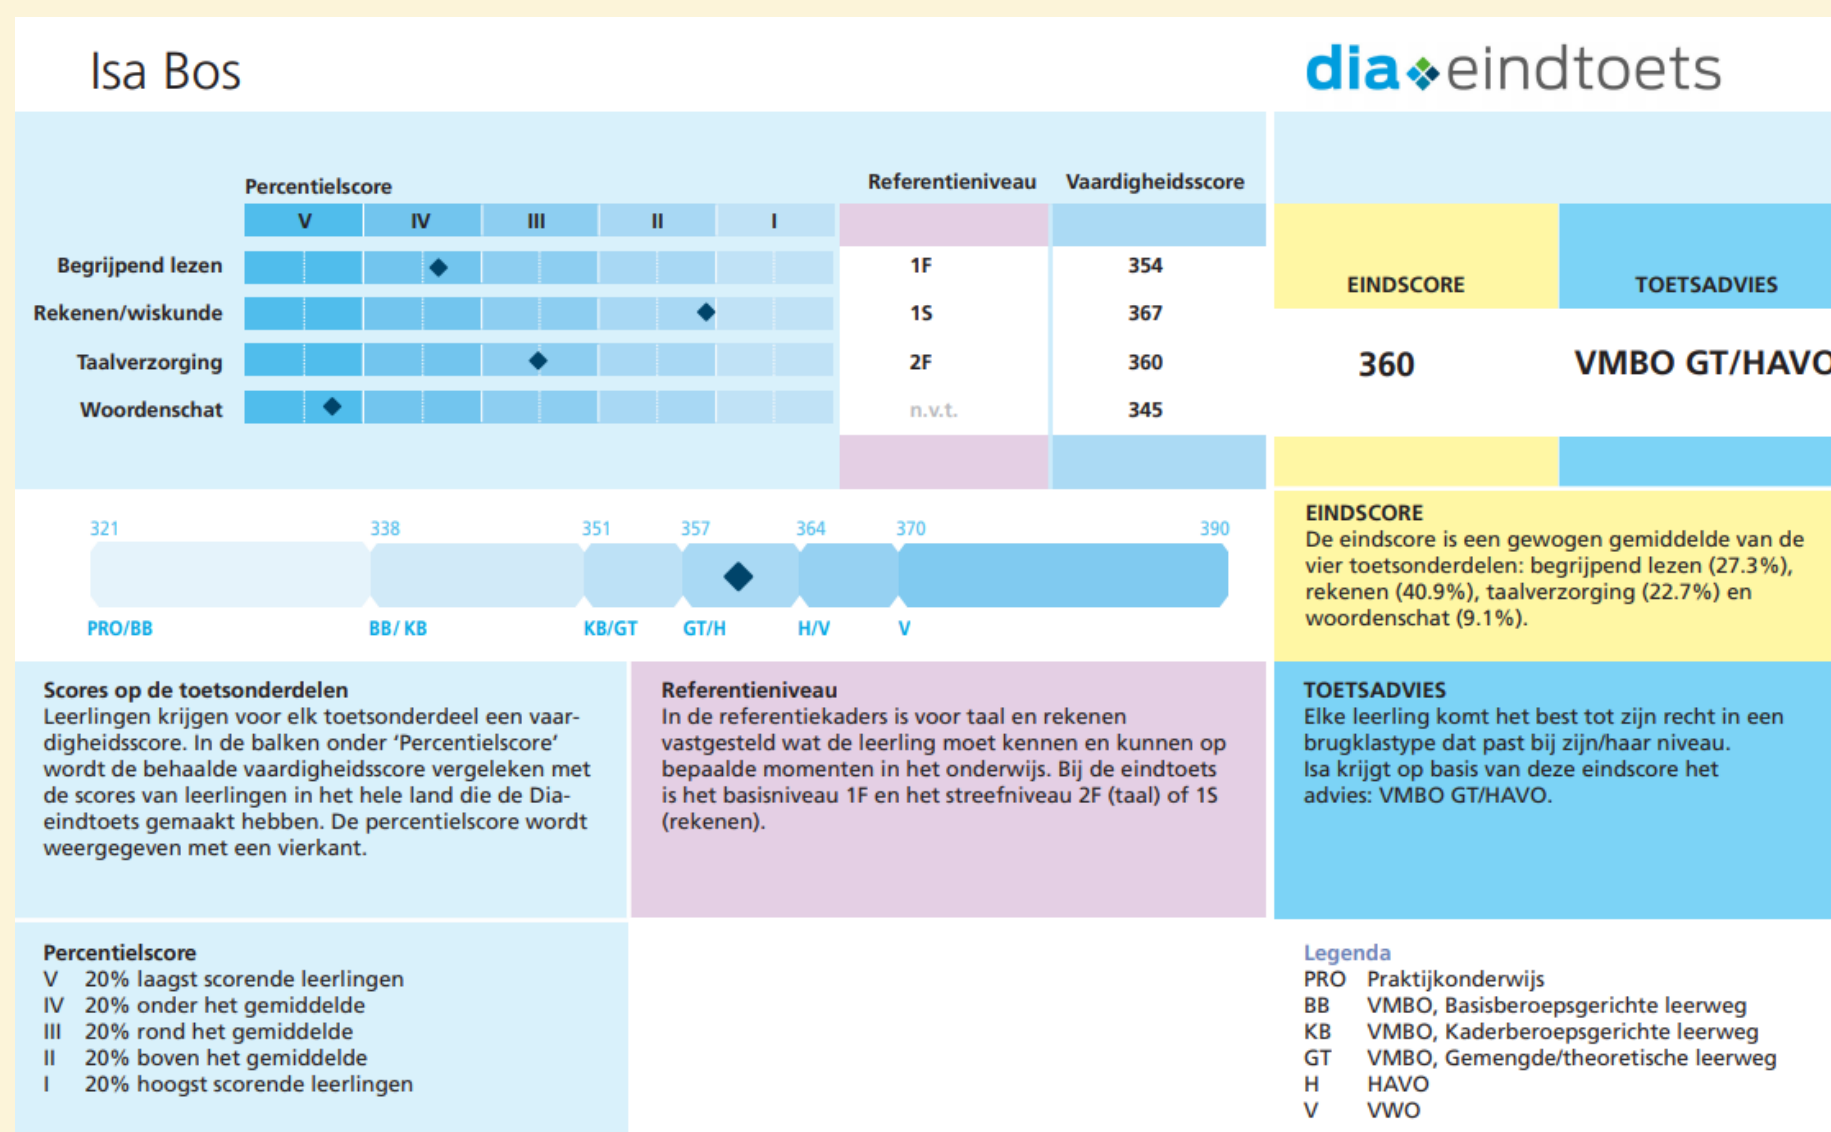 Isa Bos
dia eindtoets
Percentielscore
Referentieniveau
Vaardigheidsscore
V IV III II I
Begrijpend lezen 1F 354
Rekenen/wiskunde 1S 367
Taalverzorging 2F 360
Woordenschat n.v.t. 345
EINDSCORE TOETSADVIES
360 VMBO GT/HAVO
321 338 351 357 364 370 390
PRO/BB BB/ KB KB/GT GT/H H/V V
EINDSCORE
De eindscore is een gewogen gemiddelde van de
vier toetsonderdelen: begrijpend lezen (27.3%),
rekenen (40.9%), taalverzorging (22.7%) en
woordenschat (9.1%).
Scores op de toetsonderdelen
Leerlingen krijgen voor elk toetsonderdeel een vaar-
digheidsscore. In de balken onder ‘Percentielscore’
wordt de behaalde vaardigheidsscore vergeleken met
de scores van leerlingen in het hele land die de Dia-
eindtoets gemaakt hebben. De percentielscore wordt
weergegeven met een vierkant.
Referentieniveau
In de referentiekaders is voor taal en rekenen
vastgesteld wat de leerling moet kennen en kunnen op
bepaalde momenten in het onderwijs. Bij de eindtoets
is het basisniveau 1F en het streefniveau 2F (taal) of 1S
(rekenen).
TOETSADVIES
Elke leerling komt het best tot zijn recht in een
brugklastype dat past bij zijn/haar niveau.
Isa krijgt op basis van deze eindscore het
advies: VMBO GT/HAVO.
Percentielscore
V 20% laagst scorende leerlingen
IV 20% onder het gemiddelde
III 20% rond het gemiddelde
II 20% boven het gemiddelde
I 20% hoogst scorende leerlingen
Legenda
PRO Praktijkonderwijs
BB VMBO, Basisberoepsgerichte leerweg
KB VMBO, Kaderberoepsgerichte leerweg
GT VMBO, Gemengde/theoretische leerweg
H HAVO
V VWO